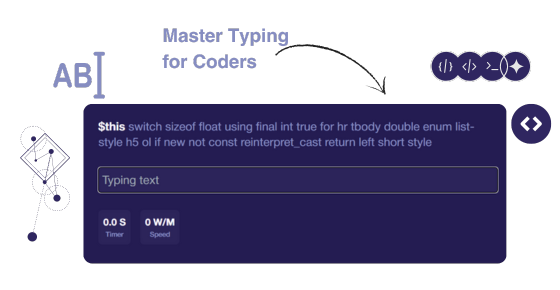 Master Typing
for Coders
AB
{/} </> >_
$this switch sizeof float using final int true for hr tbody double enum list-
style h5 ol if new not const reinterpret_cast return left short style
Typing text
0.0 S 0 W/M
Timer Speed